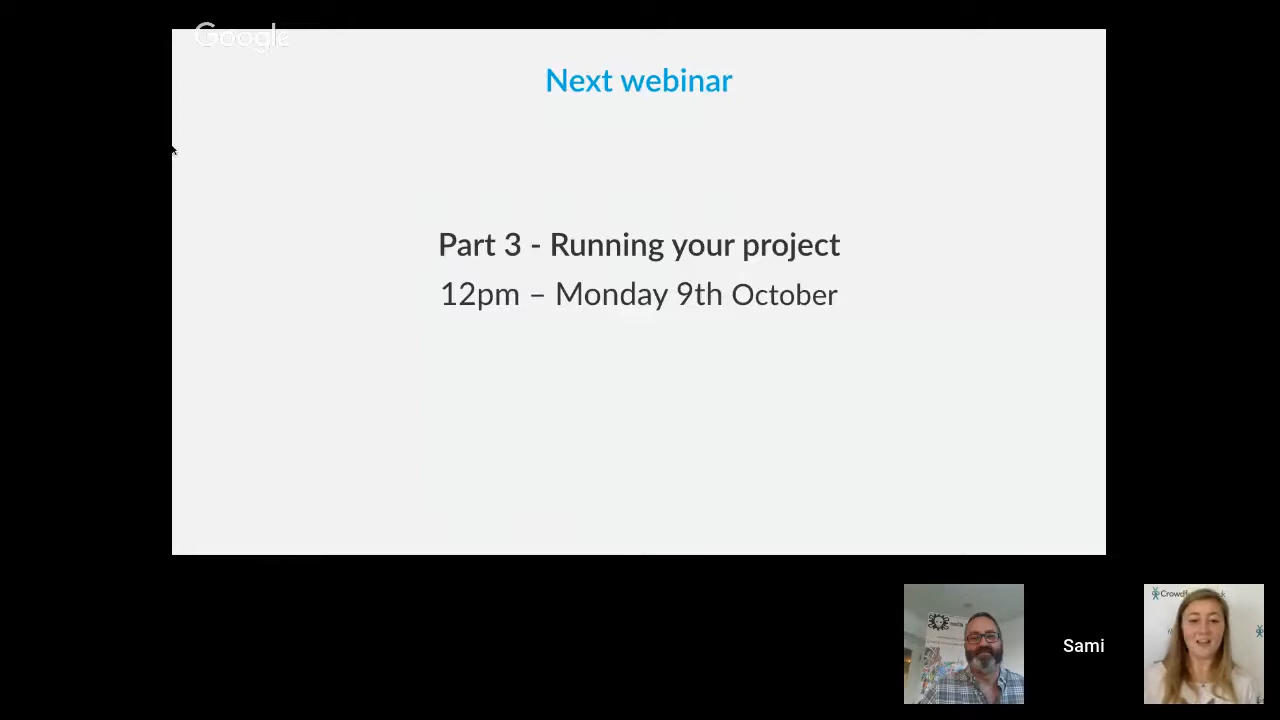 Google
Next webinar
Part 3 - Running your project
12pm – Monday 9th October
Sami